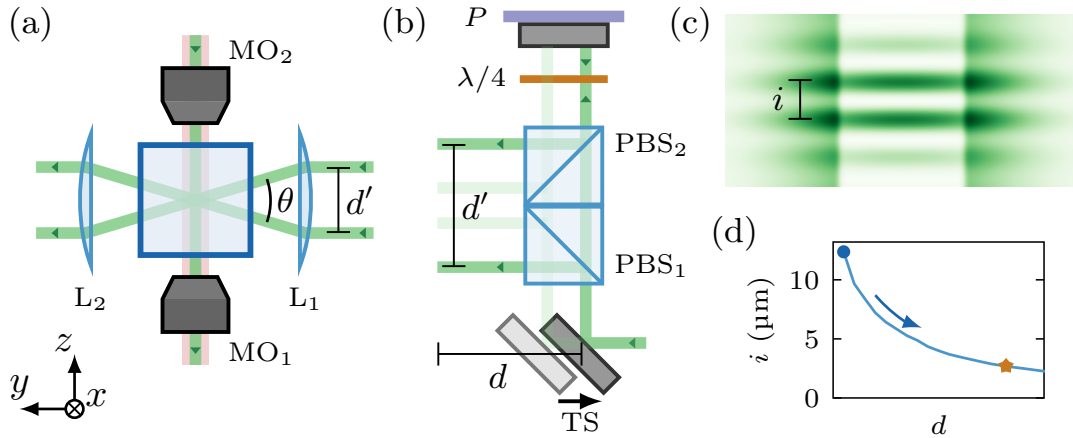 (a)
MO₂
θ
d′
L₂
L₁
MO₁
z
y
x
(b)
P
λ/4
PBS₂
d′
PBS₁
d
TS
(c)
i
(d)
10
5
0
i (µm)
d